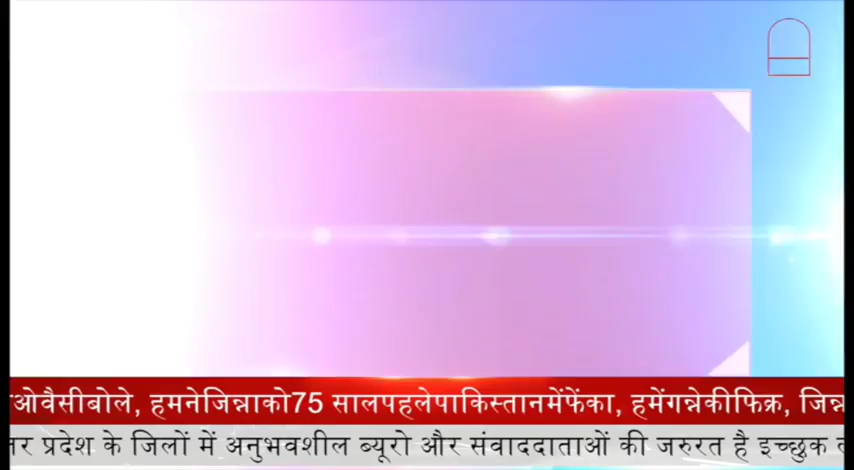 ओवैसीबोले, हमनेजिन्नाको75 सालपहलेपाकिस्तानमेंफेंका, हमेंगन्नेकीफिक्र,
प्रदेश के जिलों में अनुभवशील ब्यूरो और संवाददाताओं की जरुरत है इच्छुक